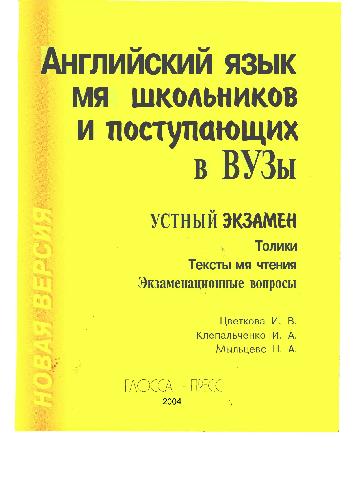 Английский язык
мя школьников
и поступающих
в ВУЗы
УСТНЫЙ ЭКЗАМЕН
Толики
Тексты мя чтения
Экзаменационные вопросы
Цветкова И. В.
Клепальченко И. А.
Мыльцево Н. А.
ГЛОССА - ПРЕСС
2004
НОВАЯ ВЕРСИЯ